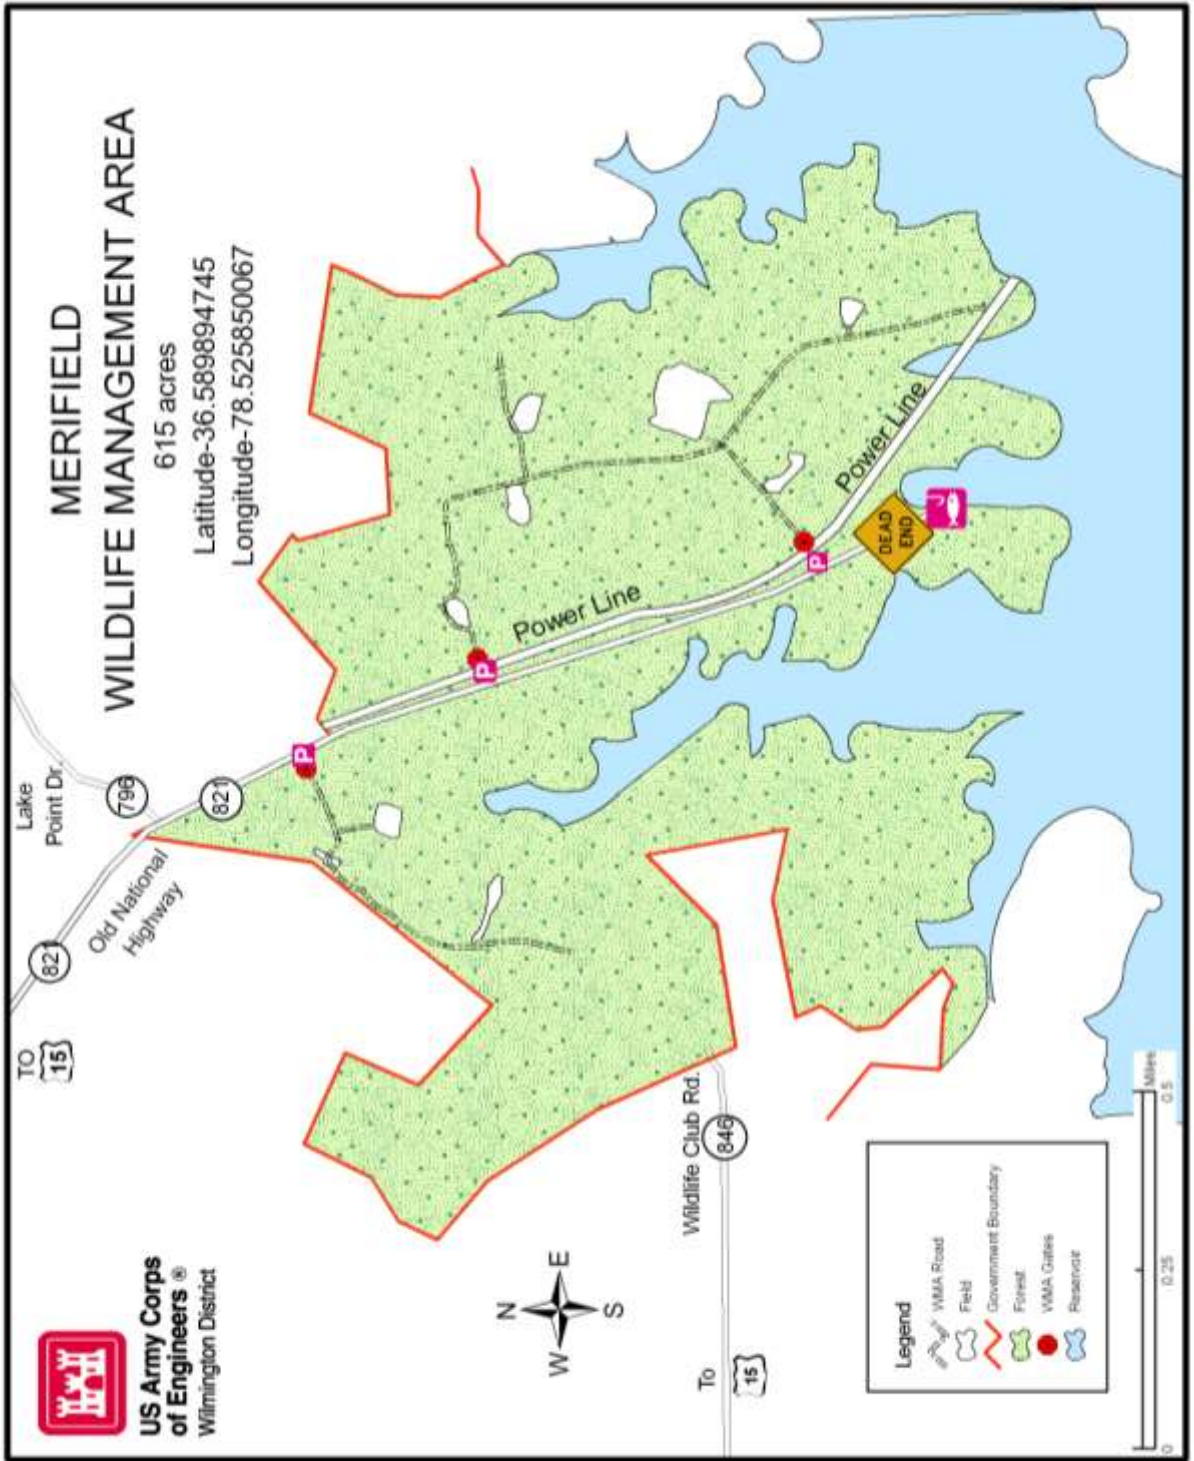 MERIFIELD
WILDLIFE MANAGEMENT AREA
615 acres
Latitude-36.589894745
Longitude-78.525850067
US Army Corps
of Engineers ®
Wilmington District
TO
15
821
Old National
Highway
Lake
Point Dr.
796
821
P
P
Power Line
P
Power Line
DEAD
END
Wildlife Club Rd.
846
To
15
N
W
E
S
Legend
WMA Road
Field
Government Boundary
Forest
WMA Gates
Reservoir
0
0.25
0.5
Miles